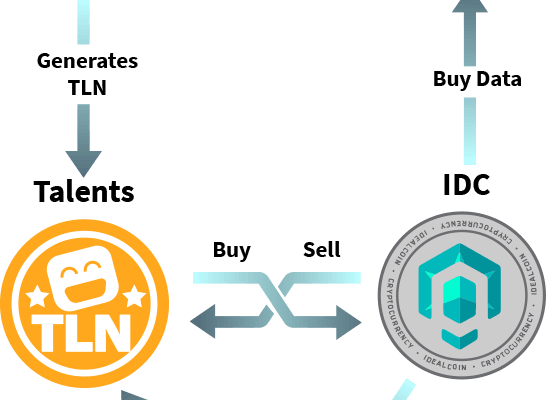 Generates
TLN
Buy Data
Talents
IDC
Buy
Sell
TLN
IDEALCOIN • CRYPTOCURRENCY • IDEALCOIN • CRYPTOCURRENCY • IDEALCOIN • CRYPTOCURRENCY •